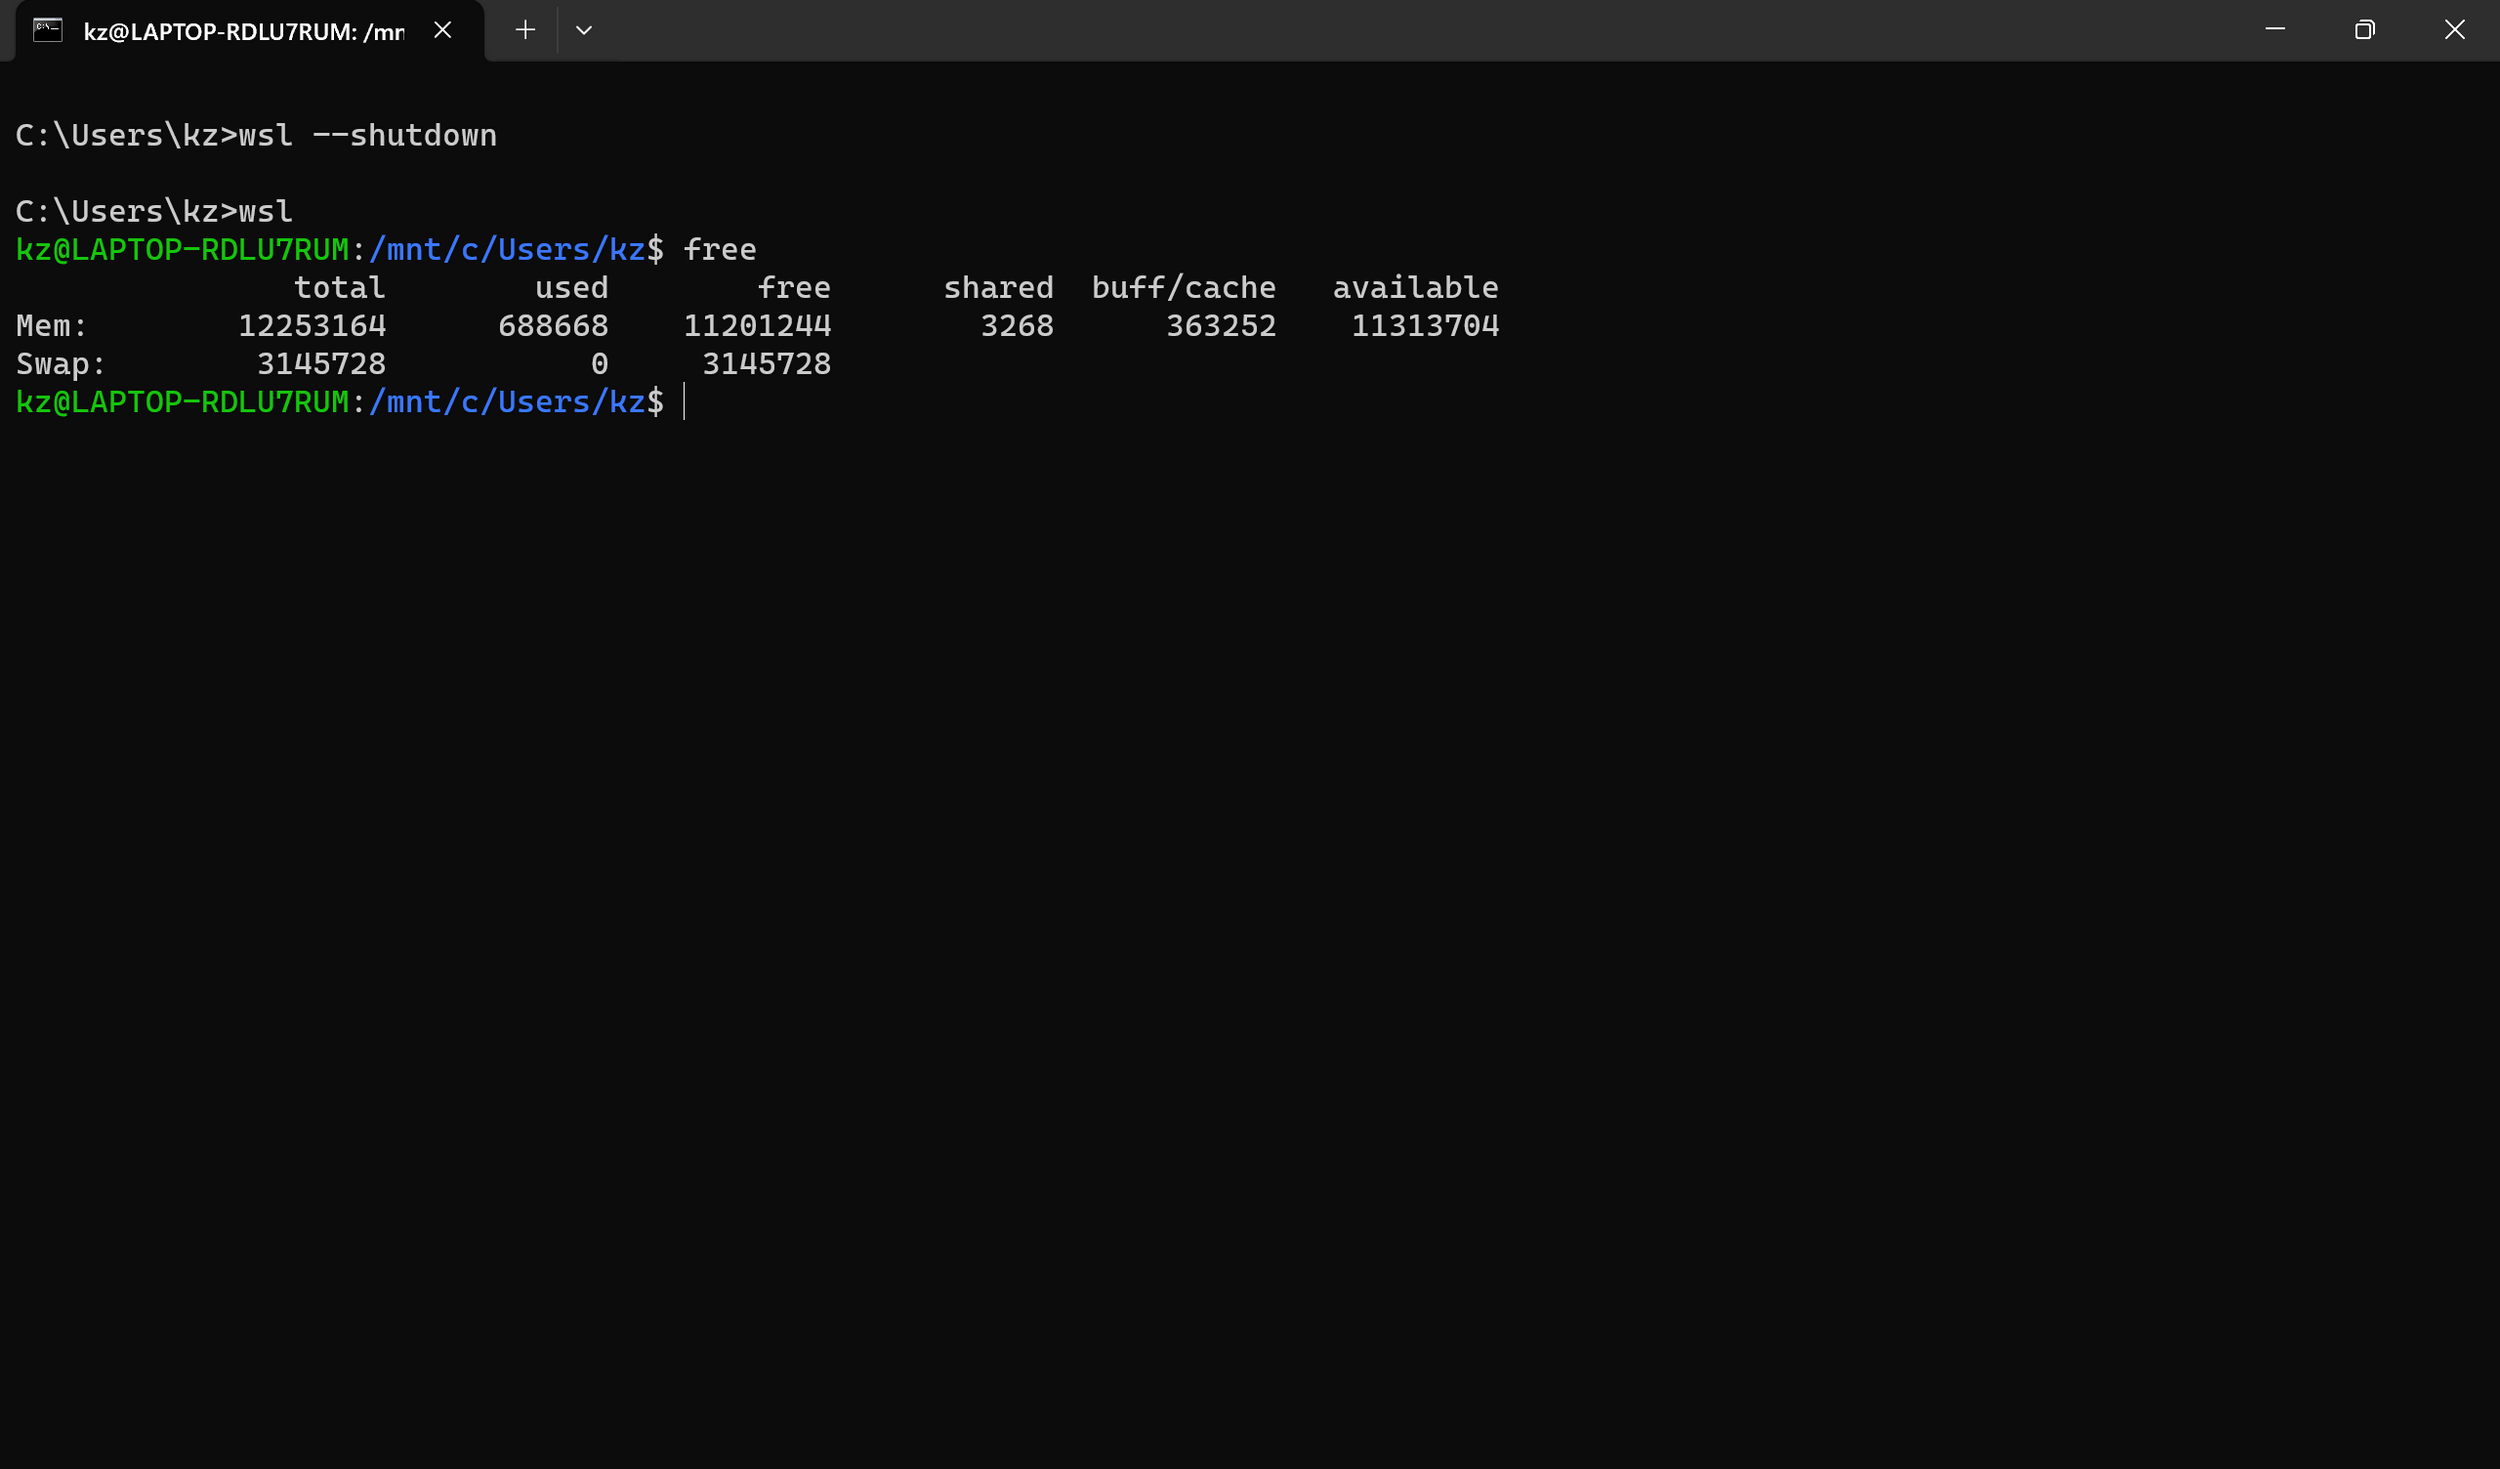 kz@LAPTOP-RDLU7RUM: /mn
C:\Users\kz>wsl --shutdown
C:\Users\kz>wsl
kz@LAPTOP-RDLU7RUM:/mnt/c/Users/kz$ free
              total        used        free      shared  buff/cache   available
Mem:        12253164      688668    11201244        3268      363252    11313704
Swap:        3145728           0     3145728
kz@LAPTOP-RDLU7RUM:/mnt/c/Users/kz$